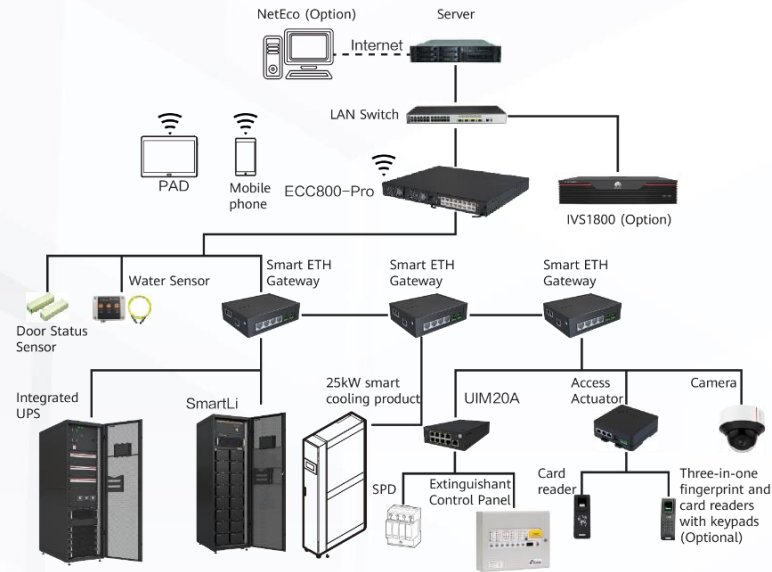 NetEco (Option)
Server
Internet
LAN Switch
PAD
Mobile
phone
ECC800-Pro
IVS1800 (Option)
Door Status
Sensor
Water Sensor
Smart ETH
Gateway
Smart ETH
Gateway
Smart ETH
Gateway
Integrated
UPS
SmartLi
25kW smart
cooling product
UIM20A
Access
Actuator
Camera
SPD
Extinguishant
Control Panel
Card
reader
Three-in-one
fingerprint and
card readers
with keypads
(Optional)